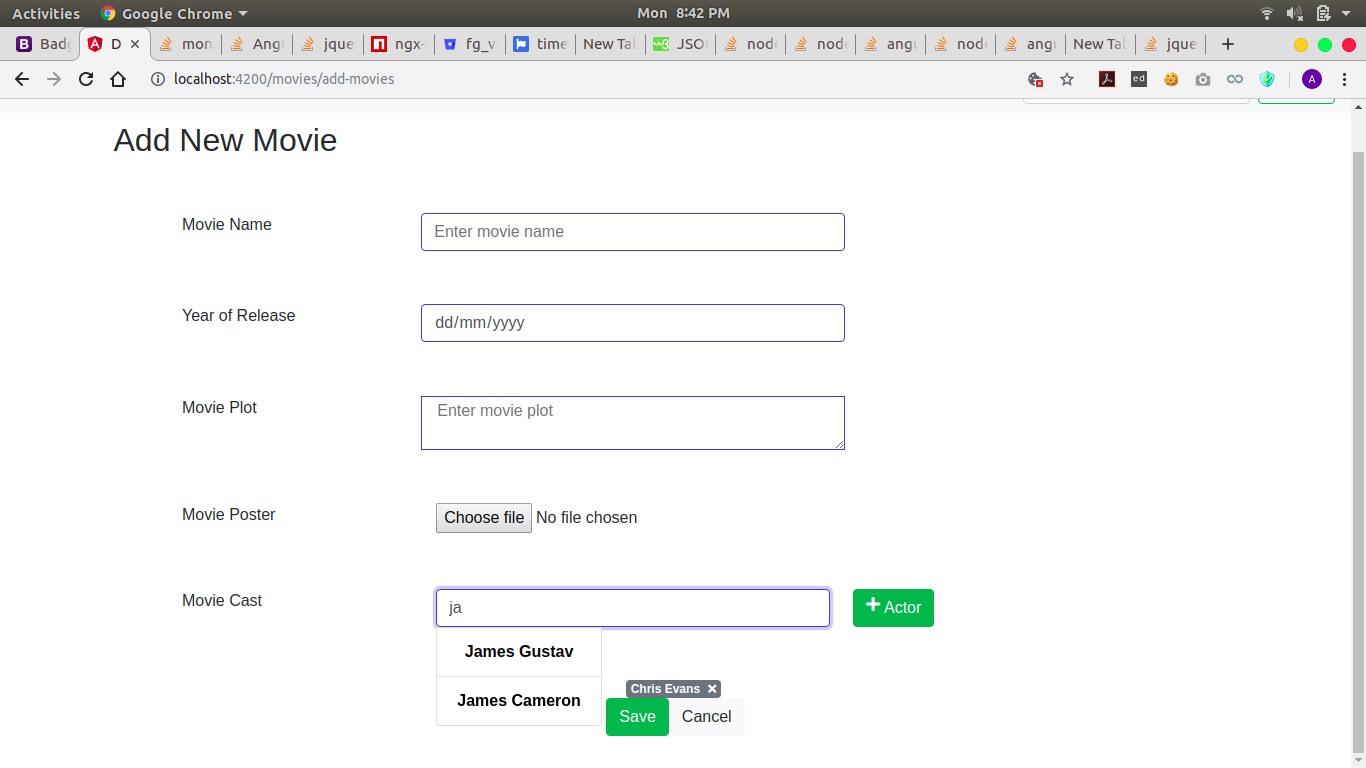 Activities Google Chrome Mon 8:42 PM
Badg D mon Angu jque ngx- fg_v time New Tab JSO node node angu node angu New Tab jque
localhost:4200/movies/add-movies ed A
Add New Movie
Movie Name Enter movie name
Year of Release dd/mm/yyyy
Movie Plot Enter movie plot
Movie Poster Choose file No file chosen
Movie Cast ja Actor
James Gustav
Chris Evans
James Cameron
Save Cancel